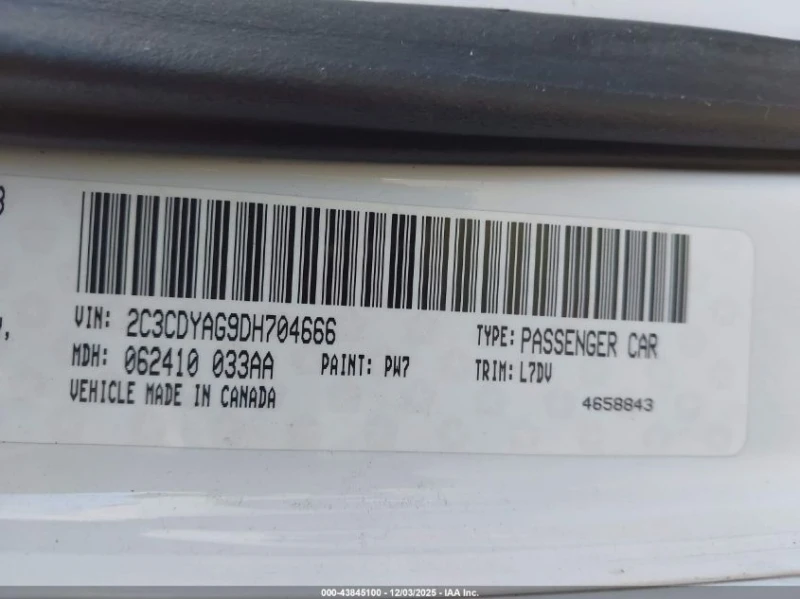 VIN: 2C3CDYAG9DH704666 TYPE: PASSENGER CAR
MDH: 062410 033AA PAINT: PW7 TRIM: L7DV
VEHICLE MADE IN CANADA 4658843
000-43845100 - 12/03/2025 - IAA Inc.